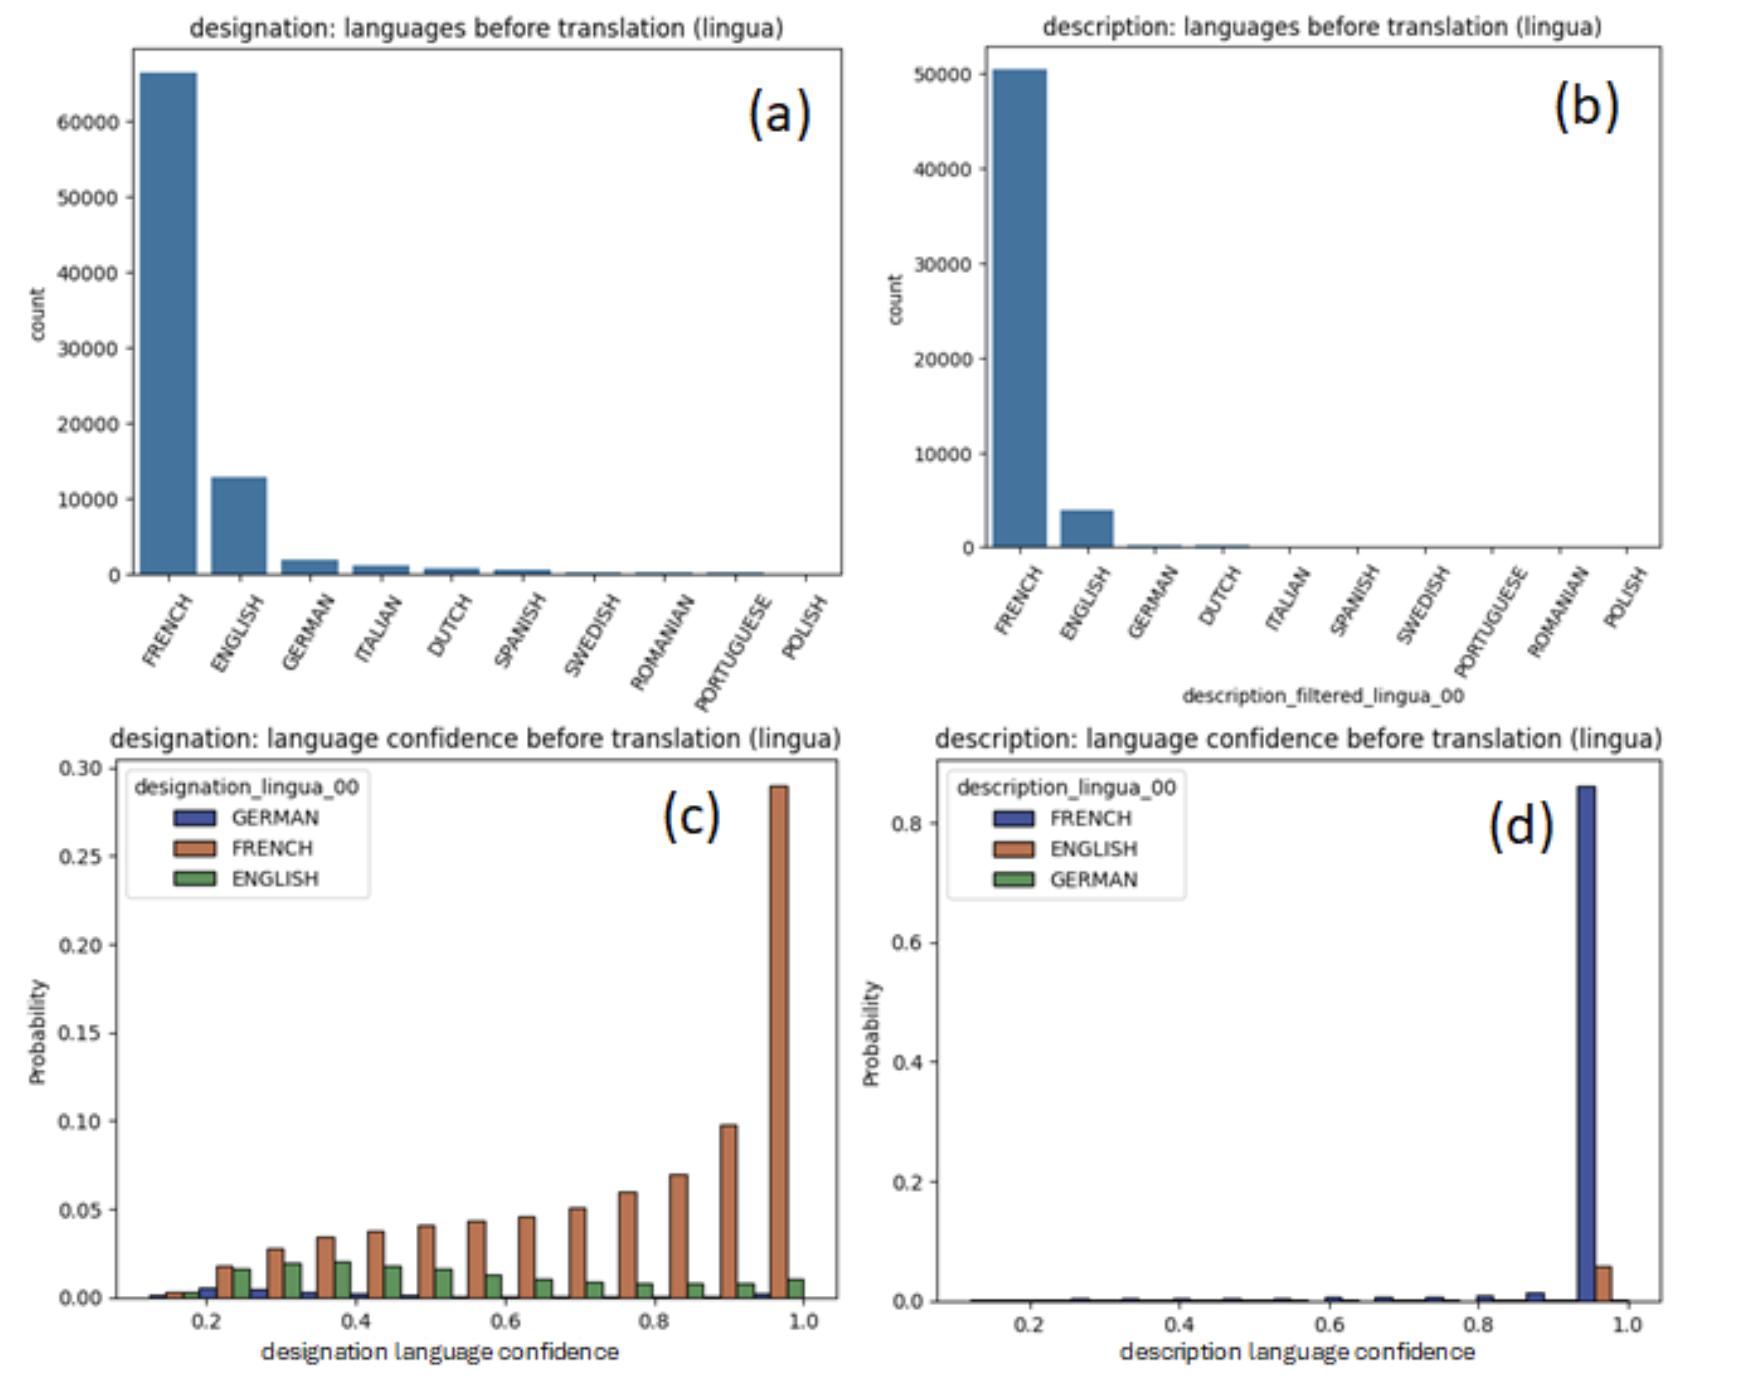 designation: languages before translation (lingua)
(a)
60000
50000
40000
30000
20000
10000
0
count
FRENCH
ENGLISH
GERMAN
ITALIAN
DUTCH
SPANISH
SWEDISH
ROMANIAN
PORTUGUESE
POLISH
description: languages before translation (lingua)
(b)
50000
40000
30000
20000
10000
0
count
FRENCH
ENGLISH
GERMAN
DUTCH
ITALIAN
SPANISH
SWEDISH
PORTUGUESE
ROMANIAN
POLISH
description_filtered_lingua_00
designation: language confidence before translation (lingua)
(c)
designation_lingua_00
GERMAN
FRENCH
ENGLISH
0.30
0.25
0.20
0.15
0.10
0.05
0.00
Probability
0.2
0.4
0.6
0.8
1.0
designation language confidence
description: language confidence before translation (lingua)
(d)
description_lingua_00
FRENCH
ENGLISH
GERMAN
0.8
0.6
0.4
0.2
0.0
Probability
0.2
0.4
0.6
0.8
1.0
description language confidence